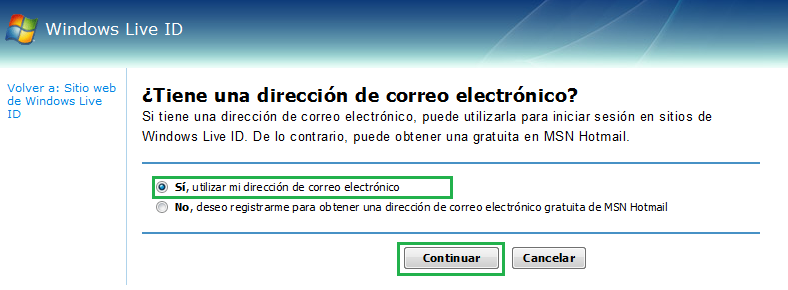 Windows Live ID
Volver a: Sitio web
de Windows Live
ID
¿Tiene una dirección de correo electrónico?
Si tiene una dirección de correo electrónico, puede utilizarla para iniciar sesión en sitios de
Windows Live ID. De lo contrario, puede obtener una gratuita en MSN Hotmail.
Sí, utilizar mi dirección de correo electrónico
No, deseo registrarme para obtener una dirección de correo electrónico gratuita de MSN Hotmail
Continuar Cancelar